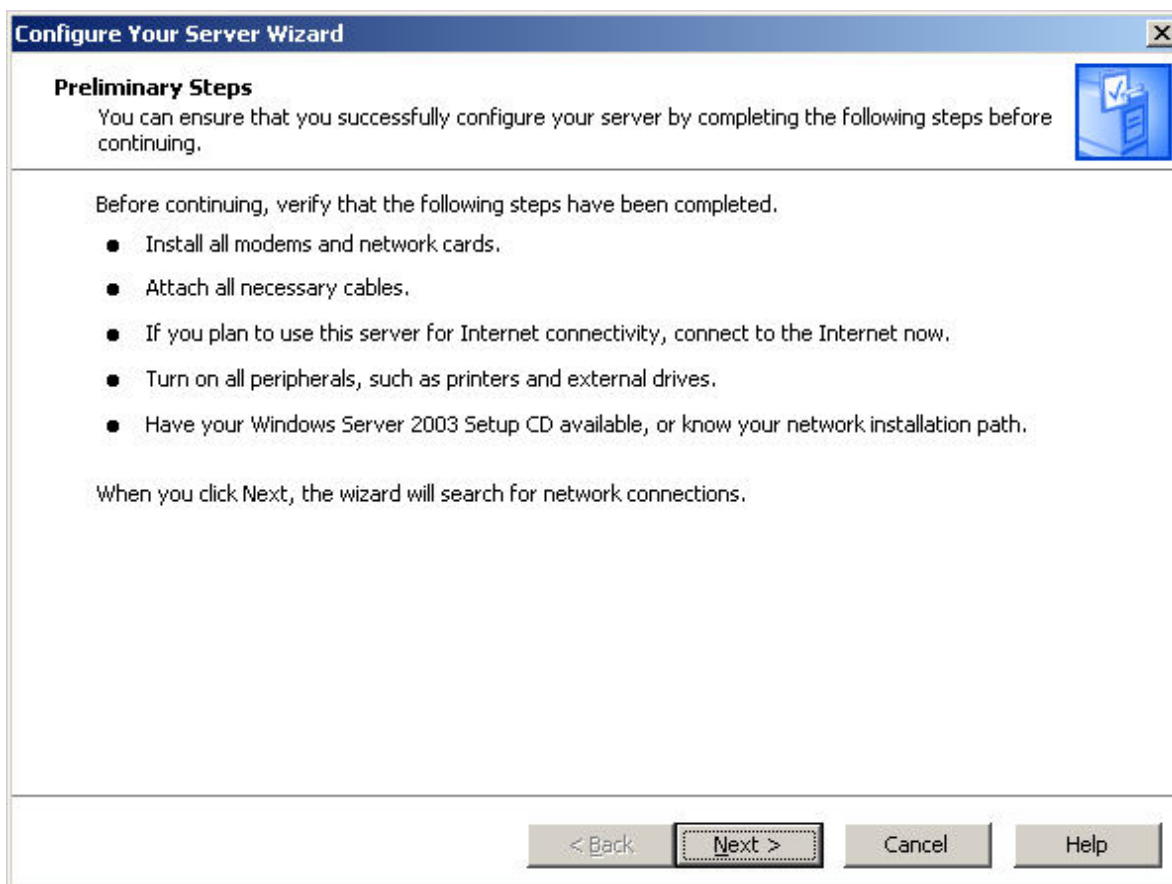 Configure Your Server Wizard
Preliminary Steps
You can ensure that you successfully configure your server by completing the following steps before
continuing.
Before continuing, verify that the following steps have been completed.
● Install all modems and network cards.
● Attach all necessary cables.
● If you plan to use this server for Internet connectivity, connect to the Internet now.
● Turn on all peripherals, such as printers and external drives.
● Have your Windows Server 2003 Setup CD available, or know your network installation path.
When you click Next, the wizard will search for network connections.
< Back Next > Cancel Help